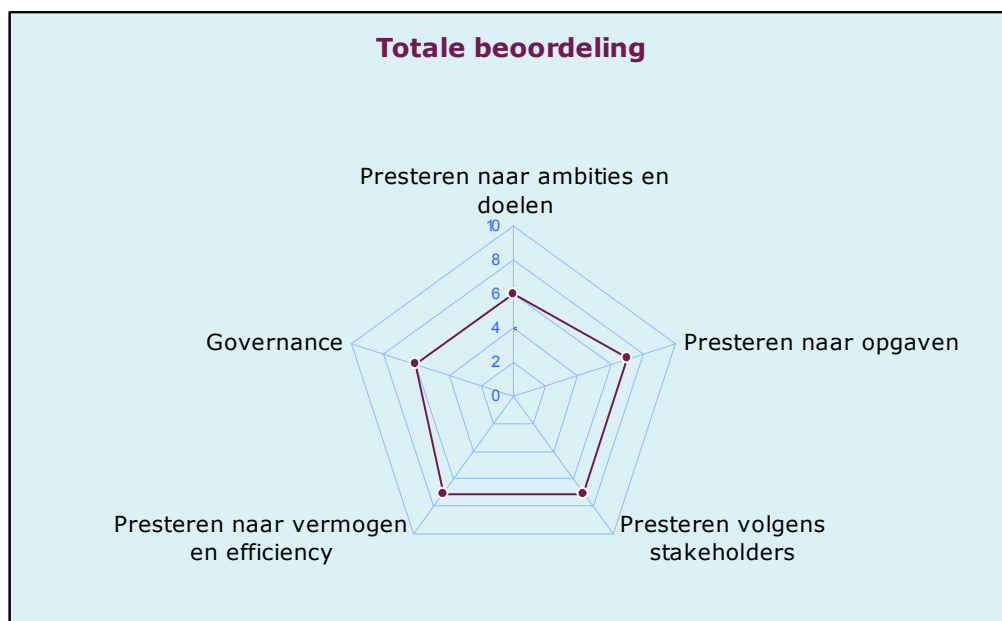 Totale beoordeling
Presteren naar ambities en
doelen
10
8
6
4
2
0
Governance
Presteren naar opgaven
Presteren naar vermogen
en efficiency
Presteren volgens
stakeholders